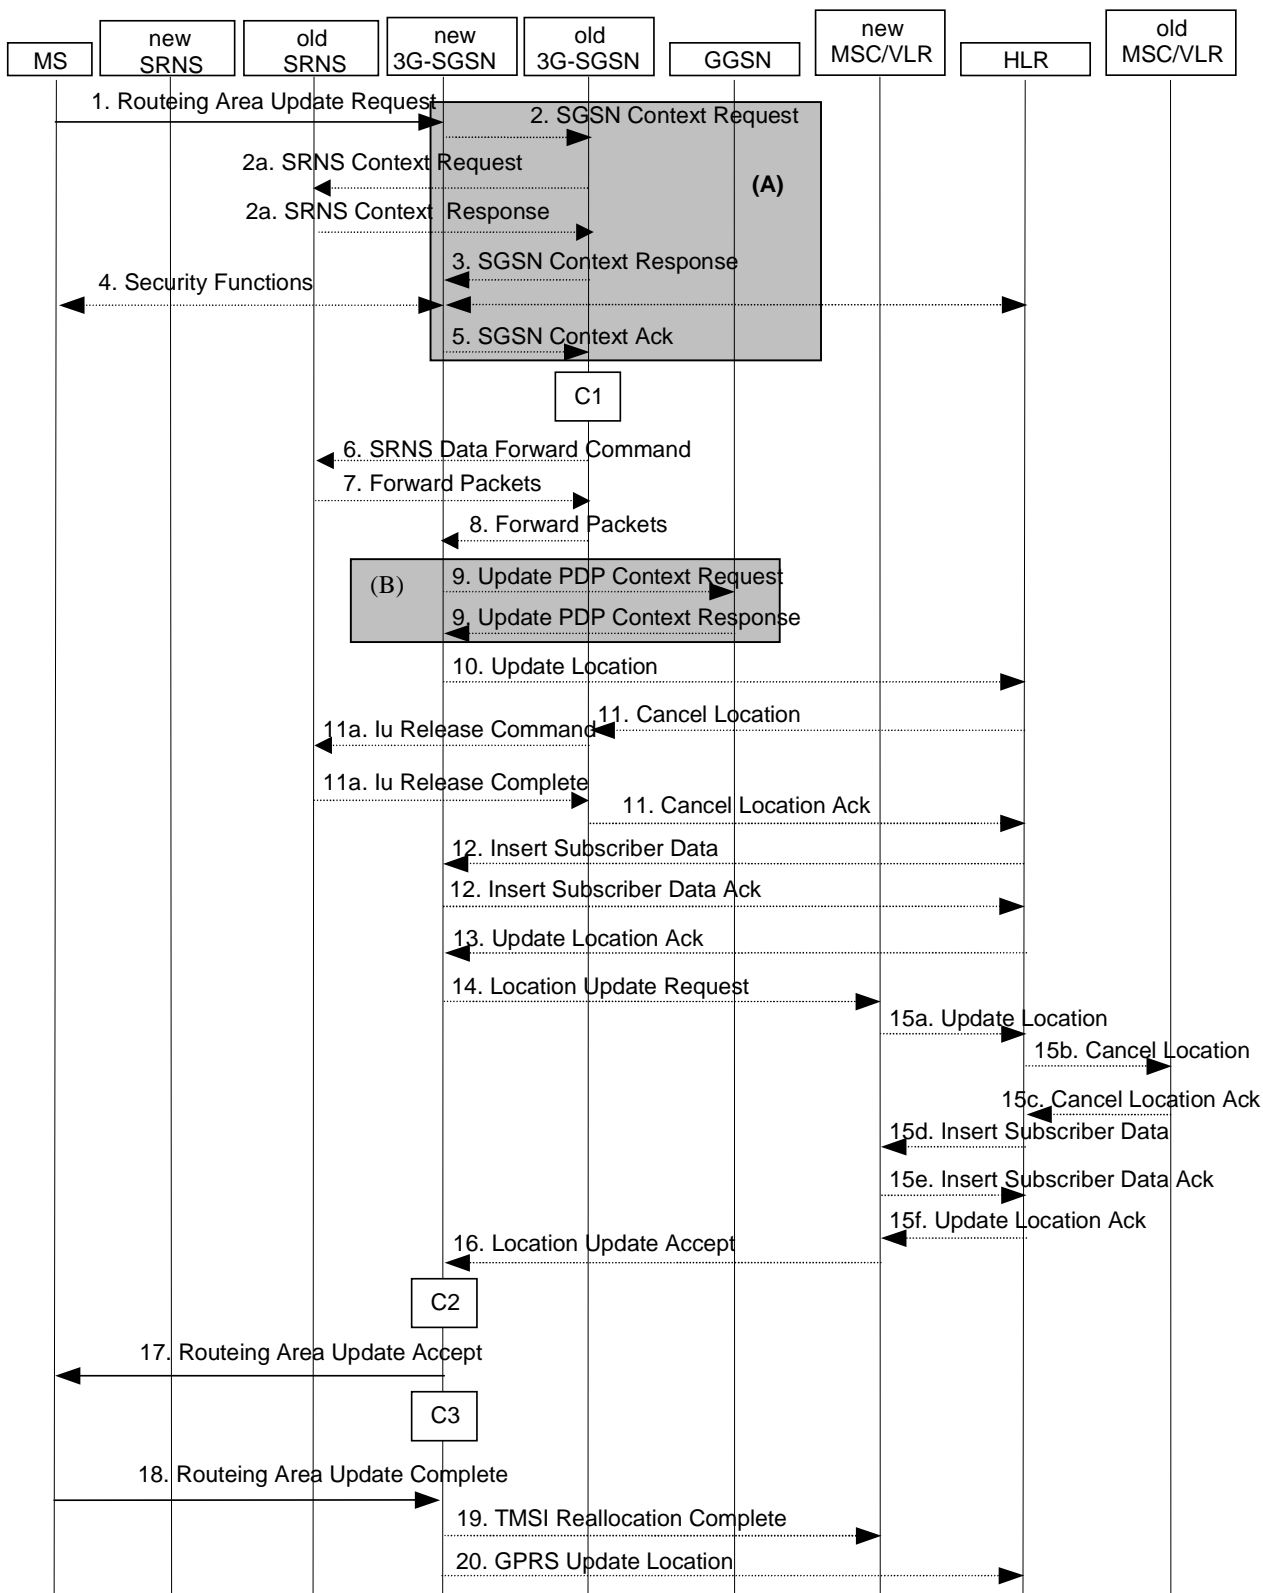 MS
new
SRNS
old
SRNS
new
3G-SGSN
old
3G-SGSN
GGSN
new
MSC/VLR
HLR
old
MSC/VLR
1. Routeing Area Update Request
2. SGSN Context Request
2a. SRNS Context Request
(A)
2a. SRNS Context Response
3. SGSN Context Response
4. Security Functions
5. SGSN Context Ack
C1
6. SRNS Data Forward Command
7. Forward Packets
8. Forward Packets
(B)
9. Update PDP Context Request
9. Update PDP Context Response
10. Update Location
11. Cancel Location
11a. Iu Release Command
11a. Iu Release Complete
11. Cancel Location Ack
12. Insert Subscriber Data
12. Insert Subscriber Data Ack
13. Update Location Ack
14. Location Update Request
15a. Update Location
15b. Cancel Location
15c. Cancel Location Ack
15d. Insert Subscriber Data
15e. Insert Subscriber Data Ack
15f. Update Location Ack
16. Location Update Accept
C2
17. Routeing Area Update Accept
C3
18. Routeing Area Update Complete
19. TMSI Reallocation Complete
20. GPRS Update Location